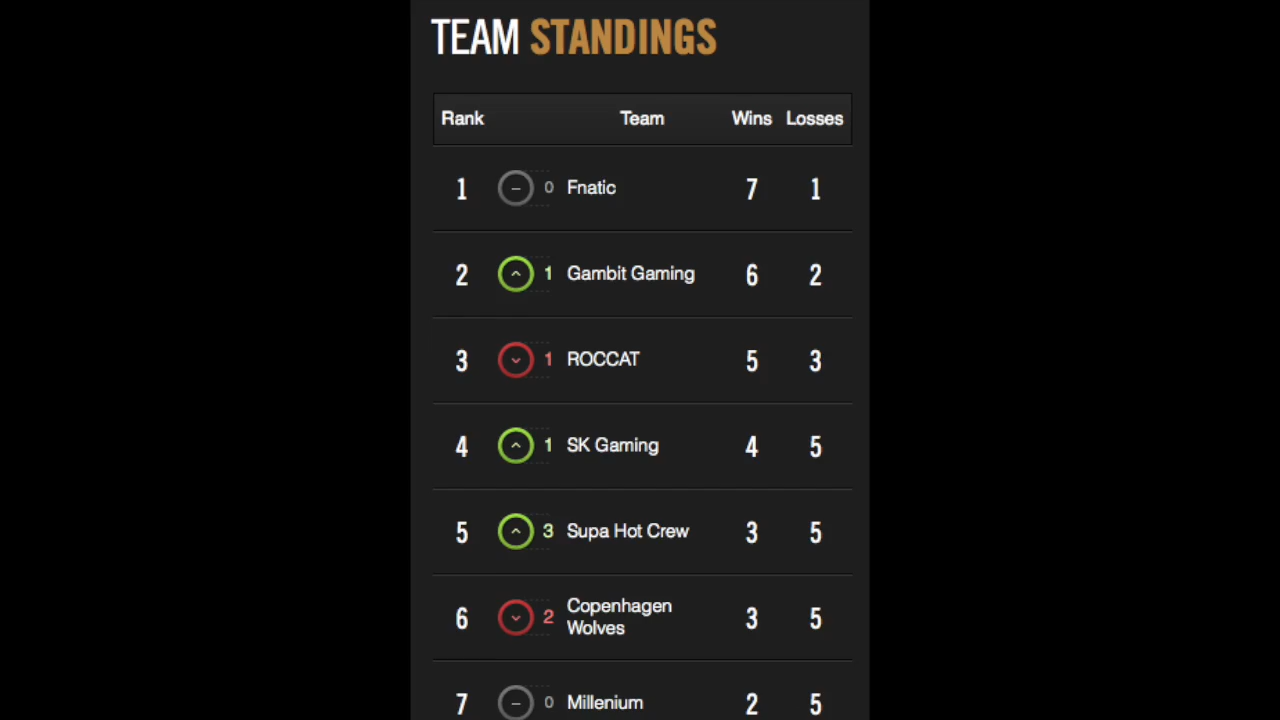 TEAM STANDINGS
Rank Team Wins Losses
1 – 0 Fnatic 7 1
2 1 Gambit Gaming 6 2
3 1 ROCCAT 5 3
4 1 SK Gaming 4 5
5 3 Supa Hot Crew 3 5
6 2 Copenhagen Wolves 3 5
7 – 0 Millenium 2 5